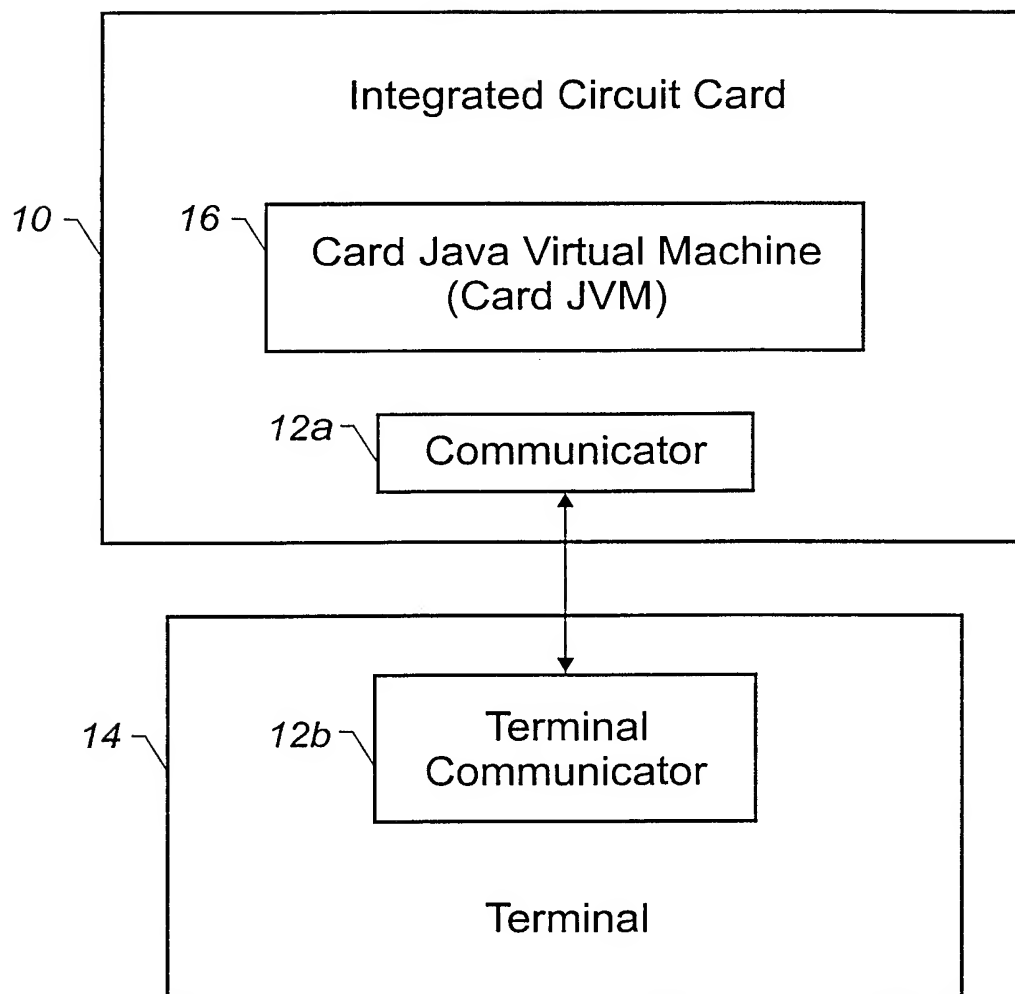 Integrated Circuit Card
10
16
Card Java Virtual Machine
(Card JVM)
12a
Communicator
14
12b
Terminal
Communicator
Terminal